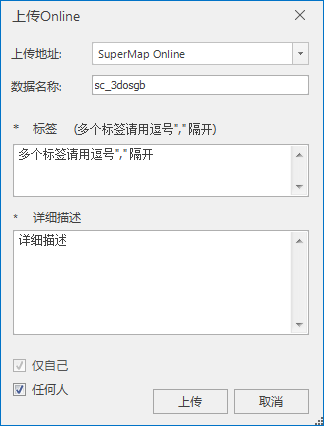 上传Online
上传地址: SuperMap Online
数据名称: sc_3dosgb
* 标签 (多个标签请用逗号","隔开)
多个标签请用逗号","隔开
* 详细描述
详细描述
仅自己
任何人
上传 取消